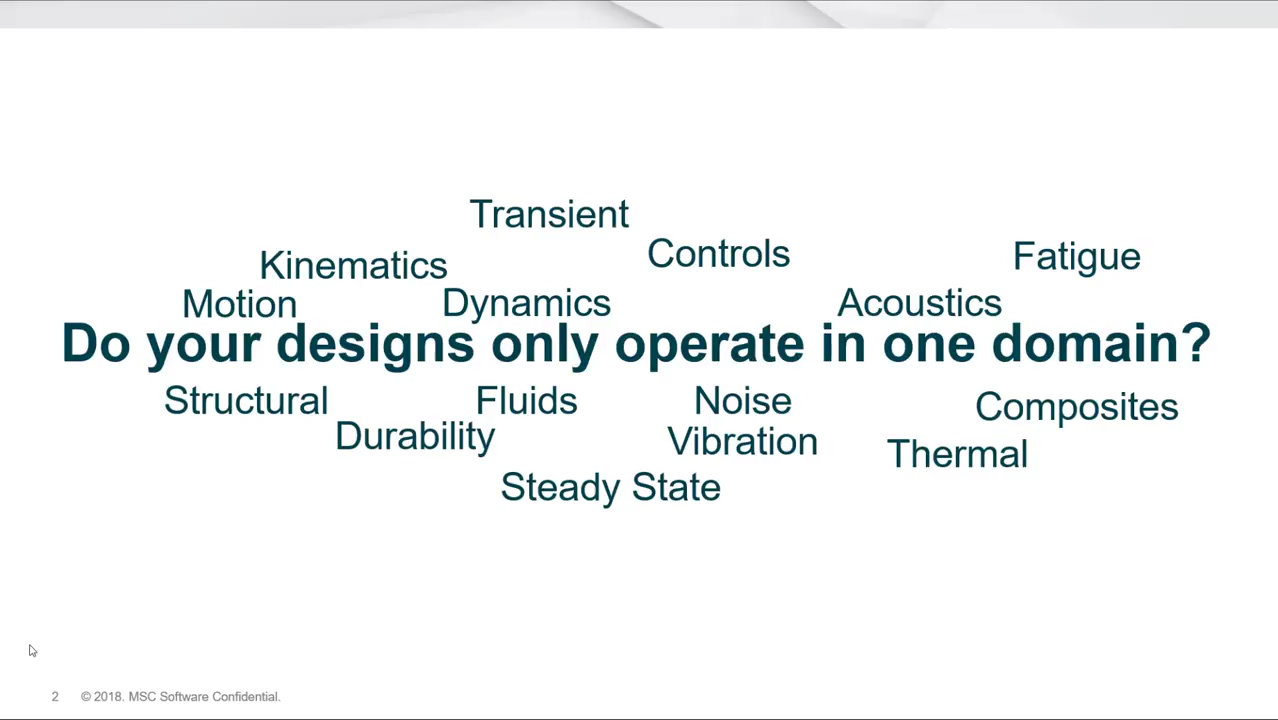 Transient
Controls
Fatigue
Kinematics
Motion
Dynamics
Acoustics
Do your designs only operate in one domain?
Structural
Fluids
Noise
Composites
Durability
Vibration
Thermal
Steady State
2 © 2018. MSC Software Confidential.